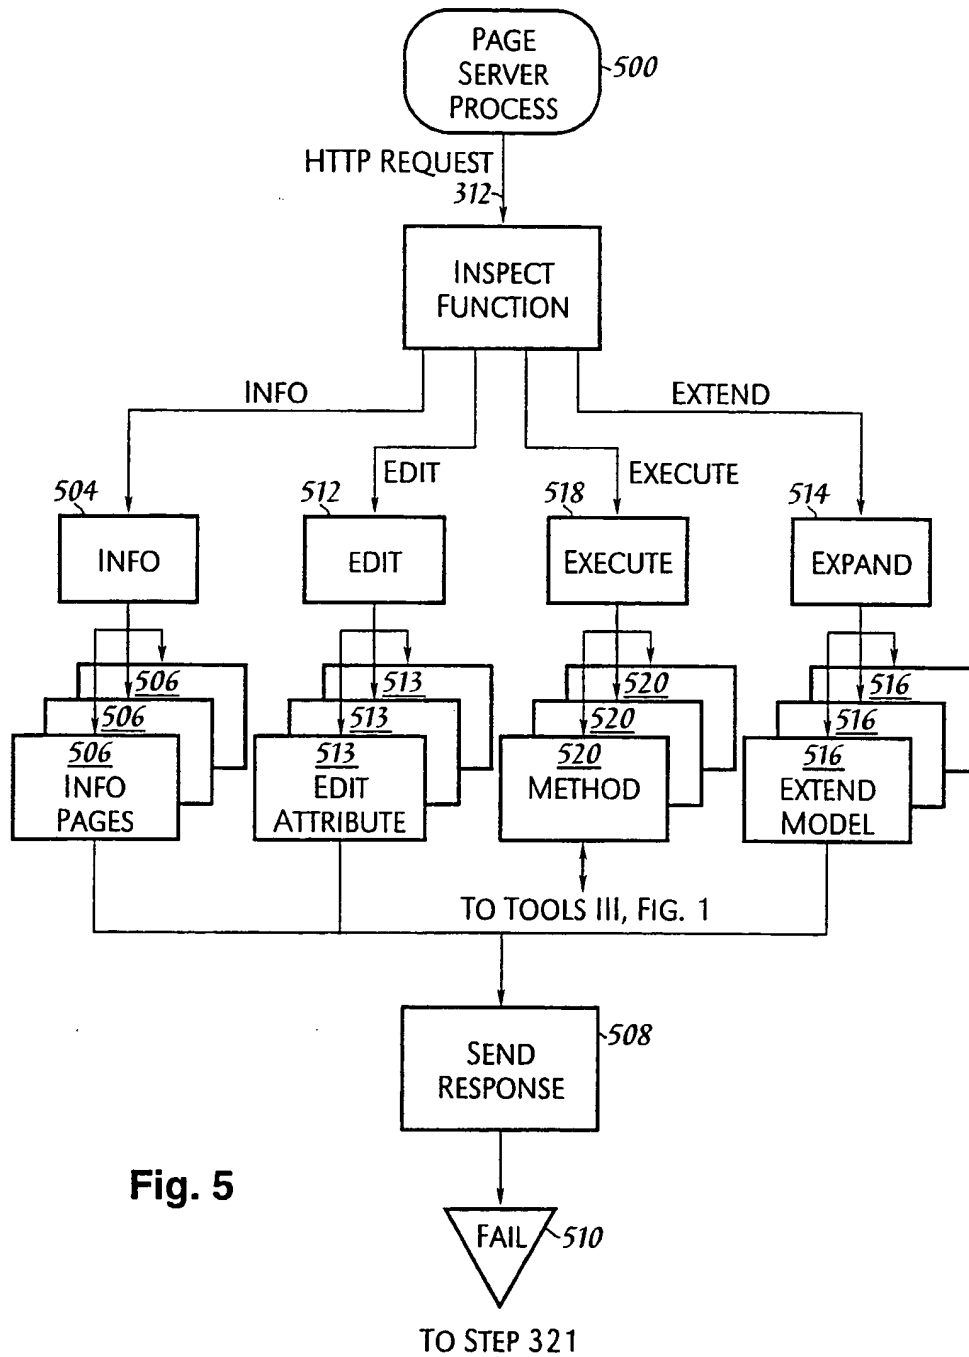 PAGE
SERVER
PROCESS
500
HTTP REQUEST
312
INSPECT
FUNCTION
INFO
EXTEND
EDIT
EXECUTE
504
512
518
514
INFO
EDIT
EXECUTE
EXPAND
506
513
520
516
506
513
520
516
506
513
520
516
INFO
PAGES
EDIT
ATTRIBUTE
METHOD
EXTEND
MODEL
TO TOOLS III, FIG. 1
508
SEND
RESPONSE
Fig. 5
FAIL
510
TO STEP 321